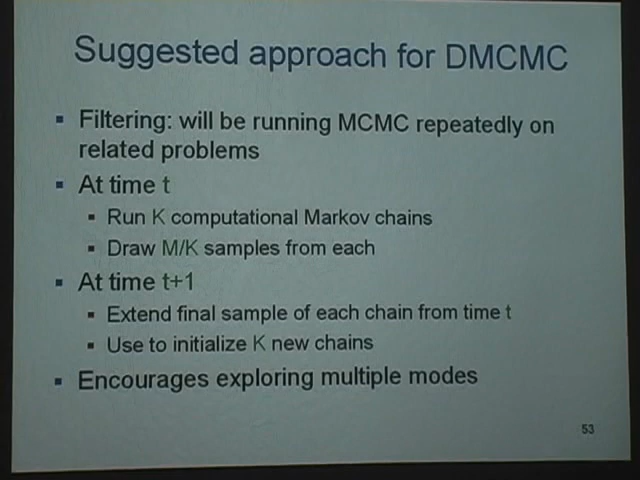 Suggested approach for DMCMC
▪ Filtering: will be running MCMC repeatedly on
related problems
▪ At time t
▪ Run K computational Markov chains
▪ Draw M/K samples from each
▪ At time t+1
▪ Extend final sample of each chain from time t
▪ Use to initialize K new chains
▪ Encourages exploring multiple modes
53